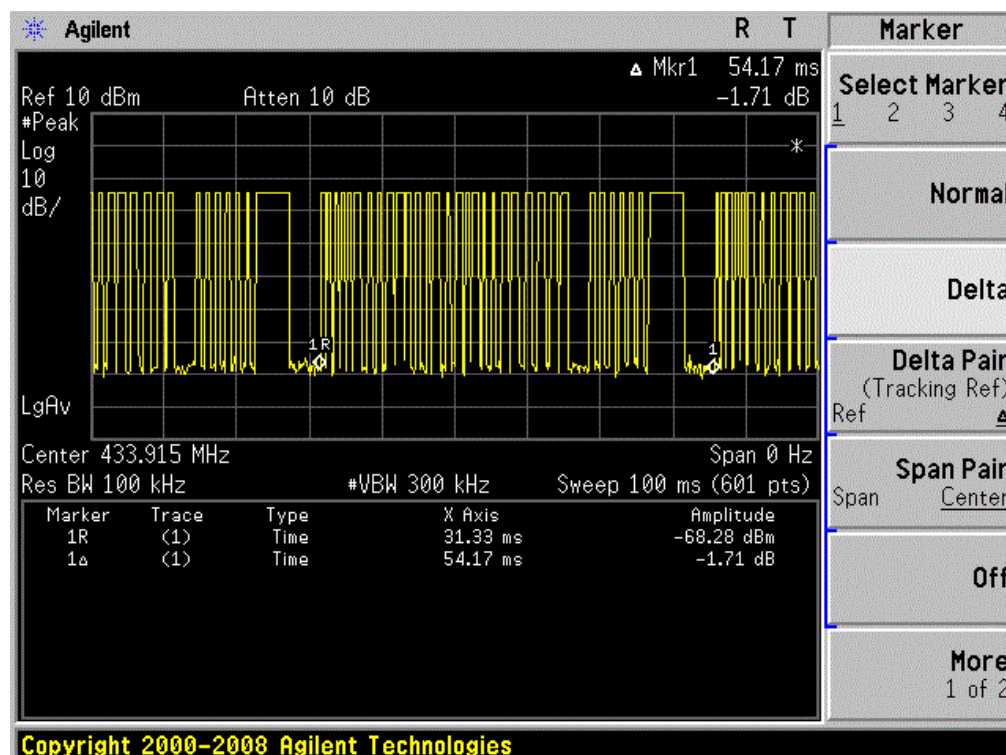 Agilent R T Marker
Δ Mkr1 54.17 ms
Ref 10 dBm Atten 10 dB -1.71 dB
#Peak
Log
10
dB/
1R
1
LgAv
Center 433.915 MHz Span 0 Hz
Res BW 100 kHz #VBW 300 kHz Sweep 100 ms (601 pts)
Marker Trace Type X Axis Amplitude
1R (1) Time 31.33 ms -68.28 dBm
1Δ (1) Time 54.17 ms -1.71 dB
Select Marker
1 2 3 4
Normal
Delta
Delta Pair
(Tracking Ref)
Ref Δ
Span Pair
Span Center
Off
More
1 of 2
Copyright 2000-2008 Agilent Technologies